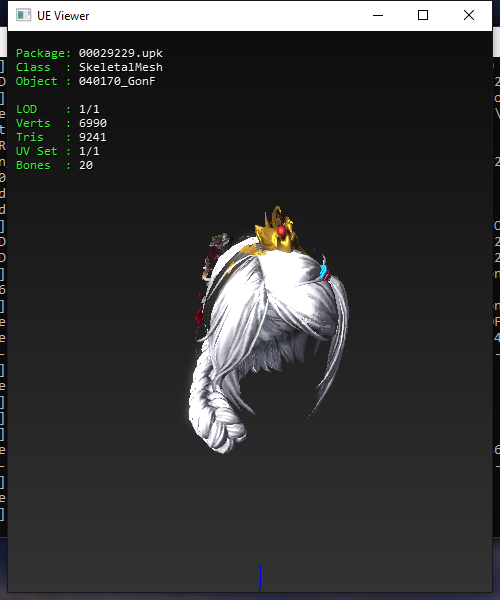 UE Viewer
Package: 00029229.upk
Class  : SkeletalMesh
Object : 040170_GonF
LOD    : 1/1
Verts  : 6990
Tris   : 9241
UV Set : 1/1
Bones  : 20